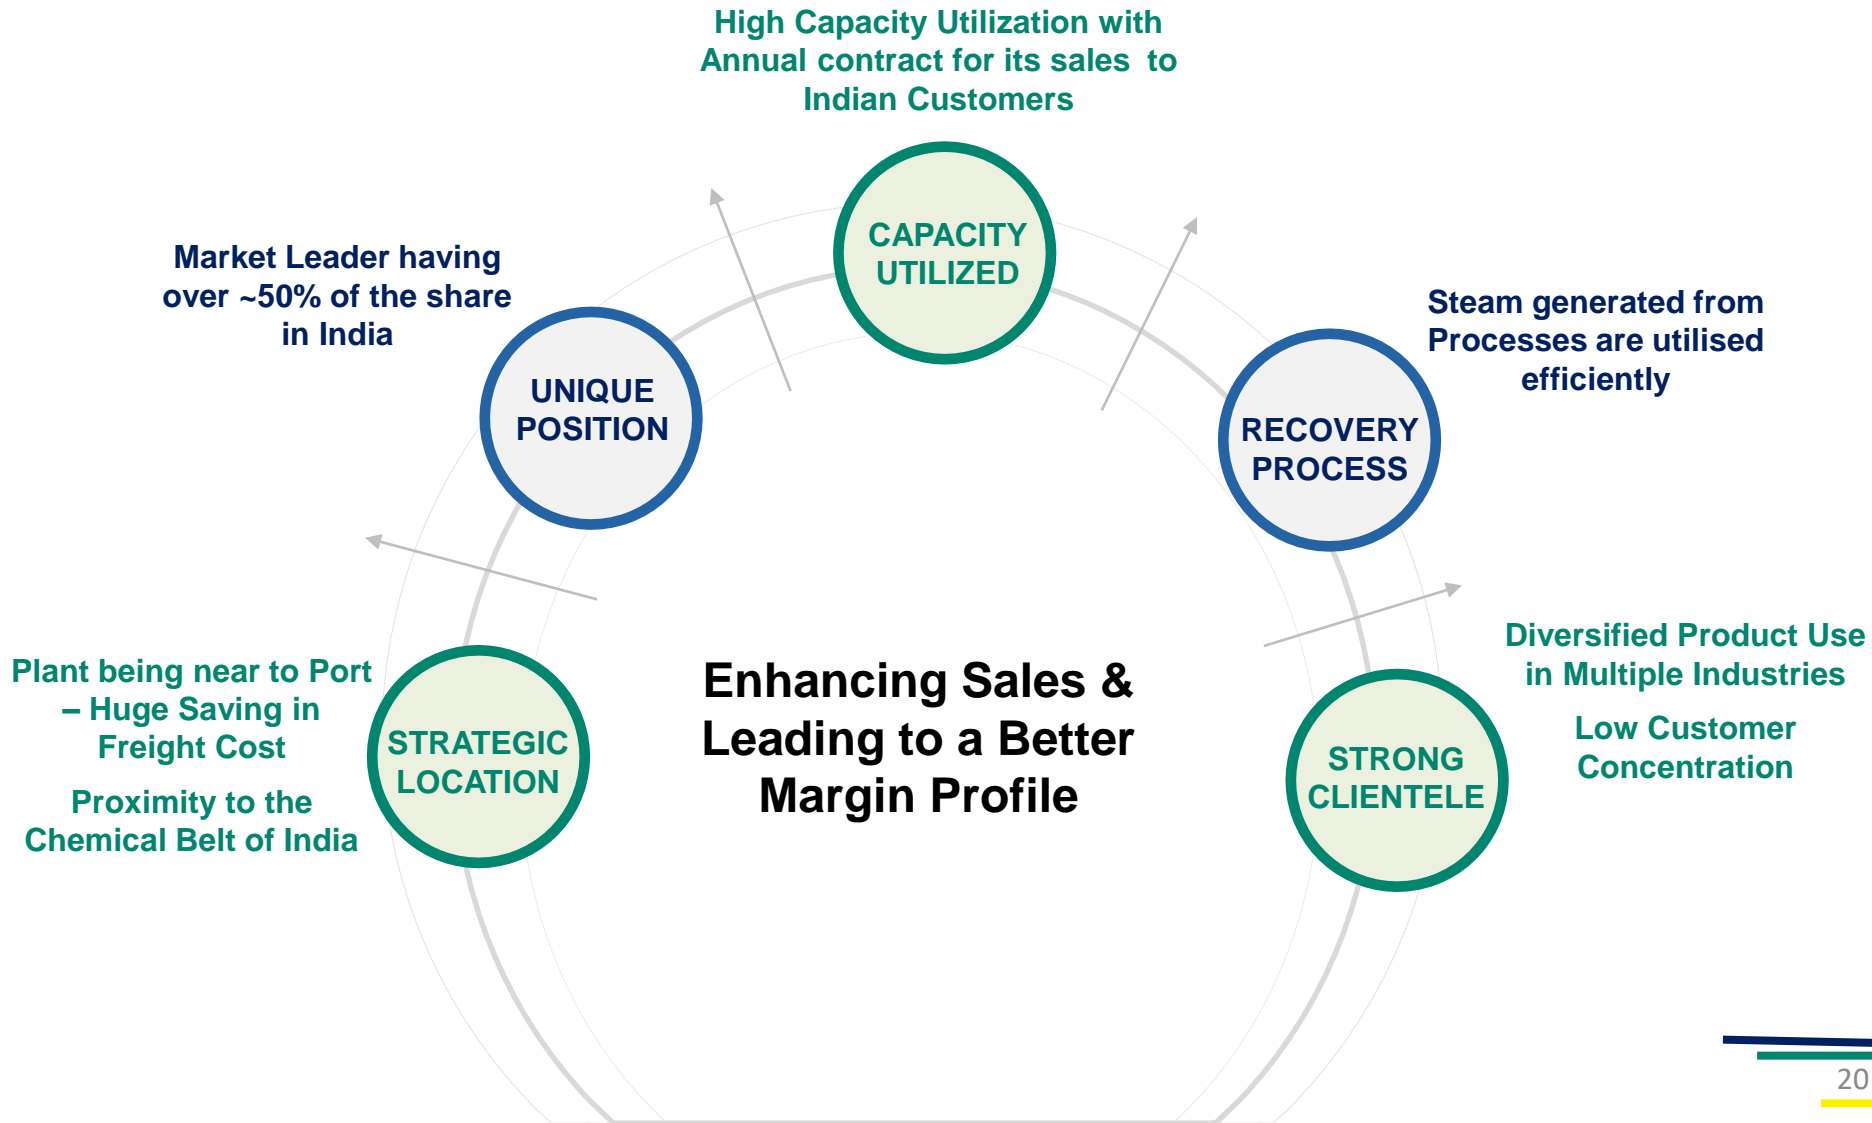 High Capacity Utilization with
Annual contract for its sales to
Indian Customers
CAPACITY
UTILIZED
Market Leader having
over ~50% of the share
in India
UNIQUE
POSITION
Steam generated from
Processes are utilised
efficiently
RECOVERY
PROCESS
Plant being near to Port
– Huge Saving in
Freight Cost
Proximity to the
Chemical Belt of India
STRATEGIC
LOCATION
Enhancing Sales &
Leading to a Better
Margin Profile
STRONG
CLIENTELE
Diversified Product Use
in Multiple Industries
Low Customer
Concentration
20